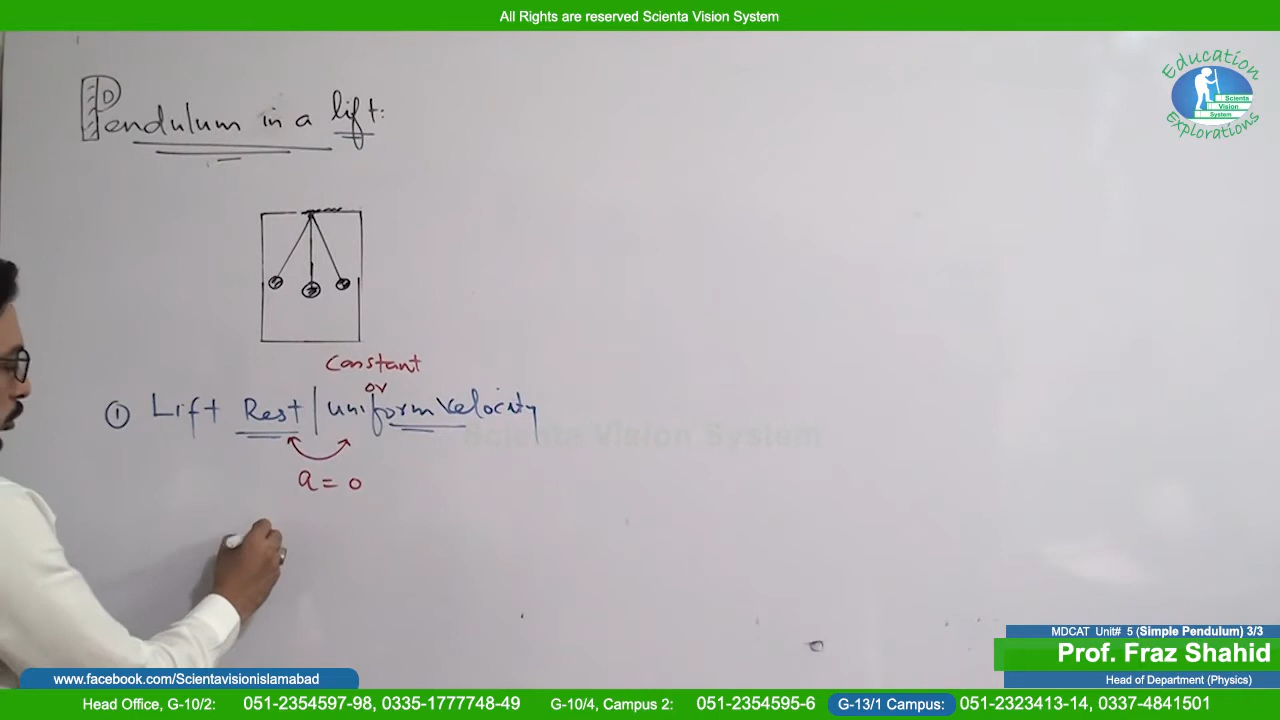 All Rights are reserved Scienta Vision System
Education
Scienta
Vision
System
Explorations
Pendulum in a lift:
Constant
or
① Lift Rest | uniform Velocity
Scienta Vision System
a = 0
MDCAT Unit# 5 (Simple Pendulum) 3/3
Prof. Fraz Shahid
Head of Department (Physics)
www.facebook.com/Scientavisionislamabad
Head Office, G-10/2: 051-2354597-98, 0335-1777748-49 G-10/4, Campus 2: 051-2354595-6 G-13/1 Campus: 051-2323413-14, 0337-4841501